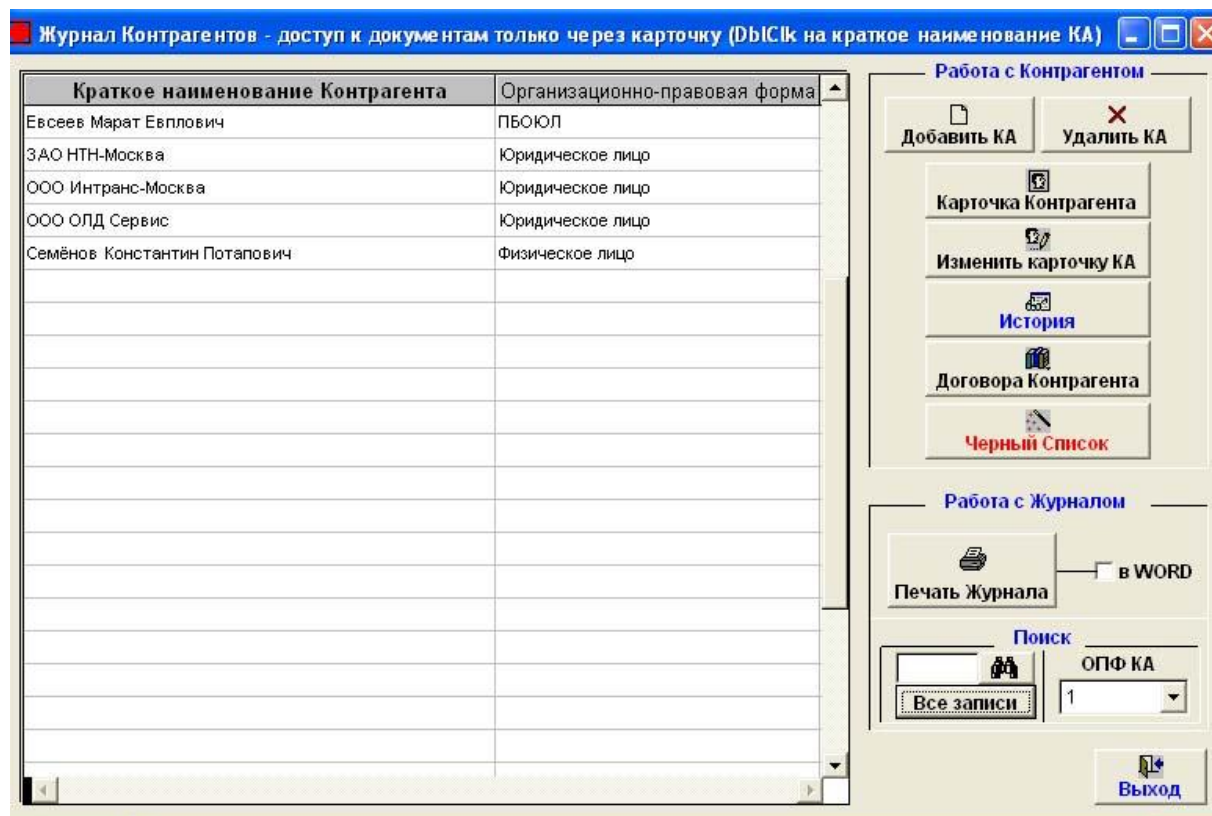 Журнал Контрагентов - доступ к документам только через карточку (DblClk на краткое наименование КА)
Краткое наименование Контрагента Организационно-правовая форма
Евсеев Марат Евплович ПБОЮЛ
ЗАО НТН-Москва Юридическое лицо
ООО Интранс-Москва Юридическое лицо
ООО ОЛД Сервис Юридическое лицо
Семёнов Константин Потапович Физическое лицо
Работа с Контрагентом
Добавить КА Удалить КА
Карточка Контрагента
Изменить карточку КА
История
Договора Контрагента
Черный Список
Работа с Журналом
Печать Журнала в WORD
Поиск
ОПФ КА
Все записи 1
Выход